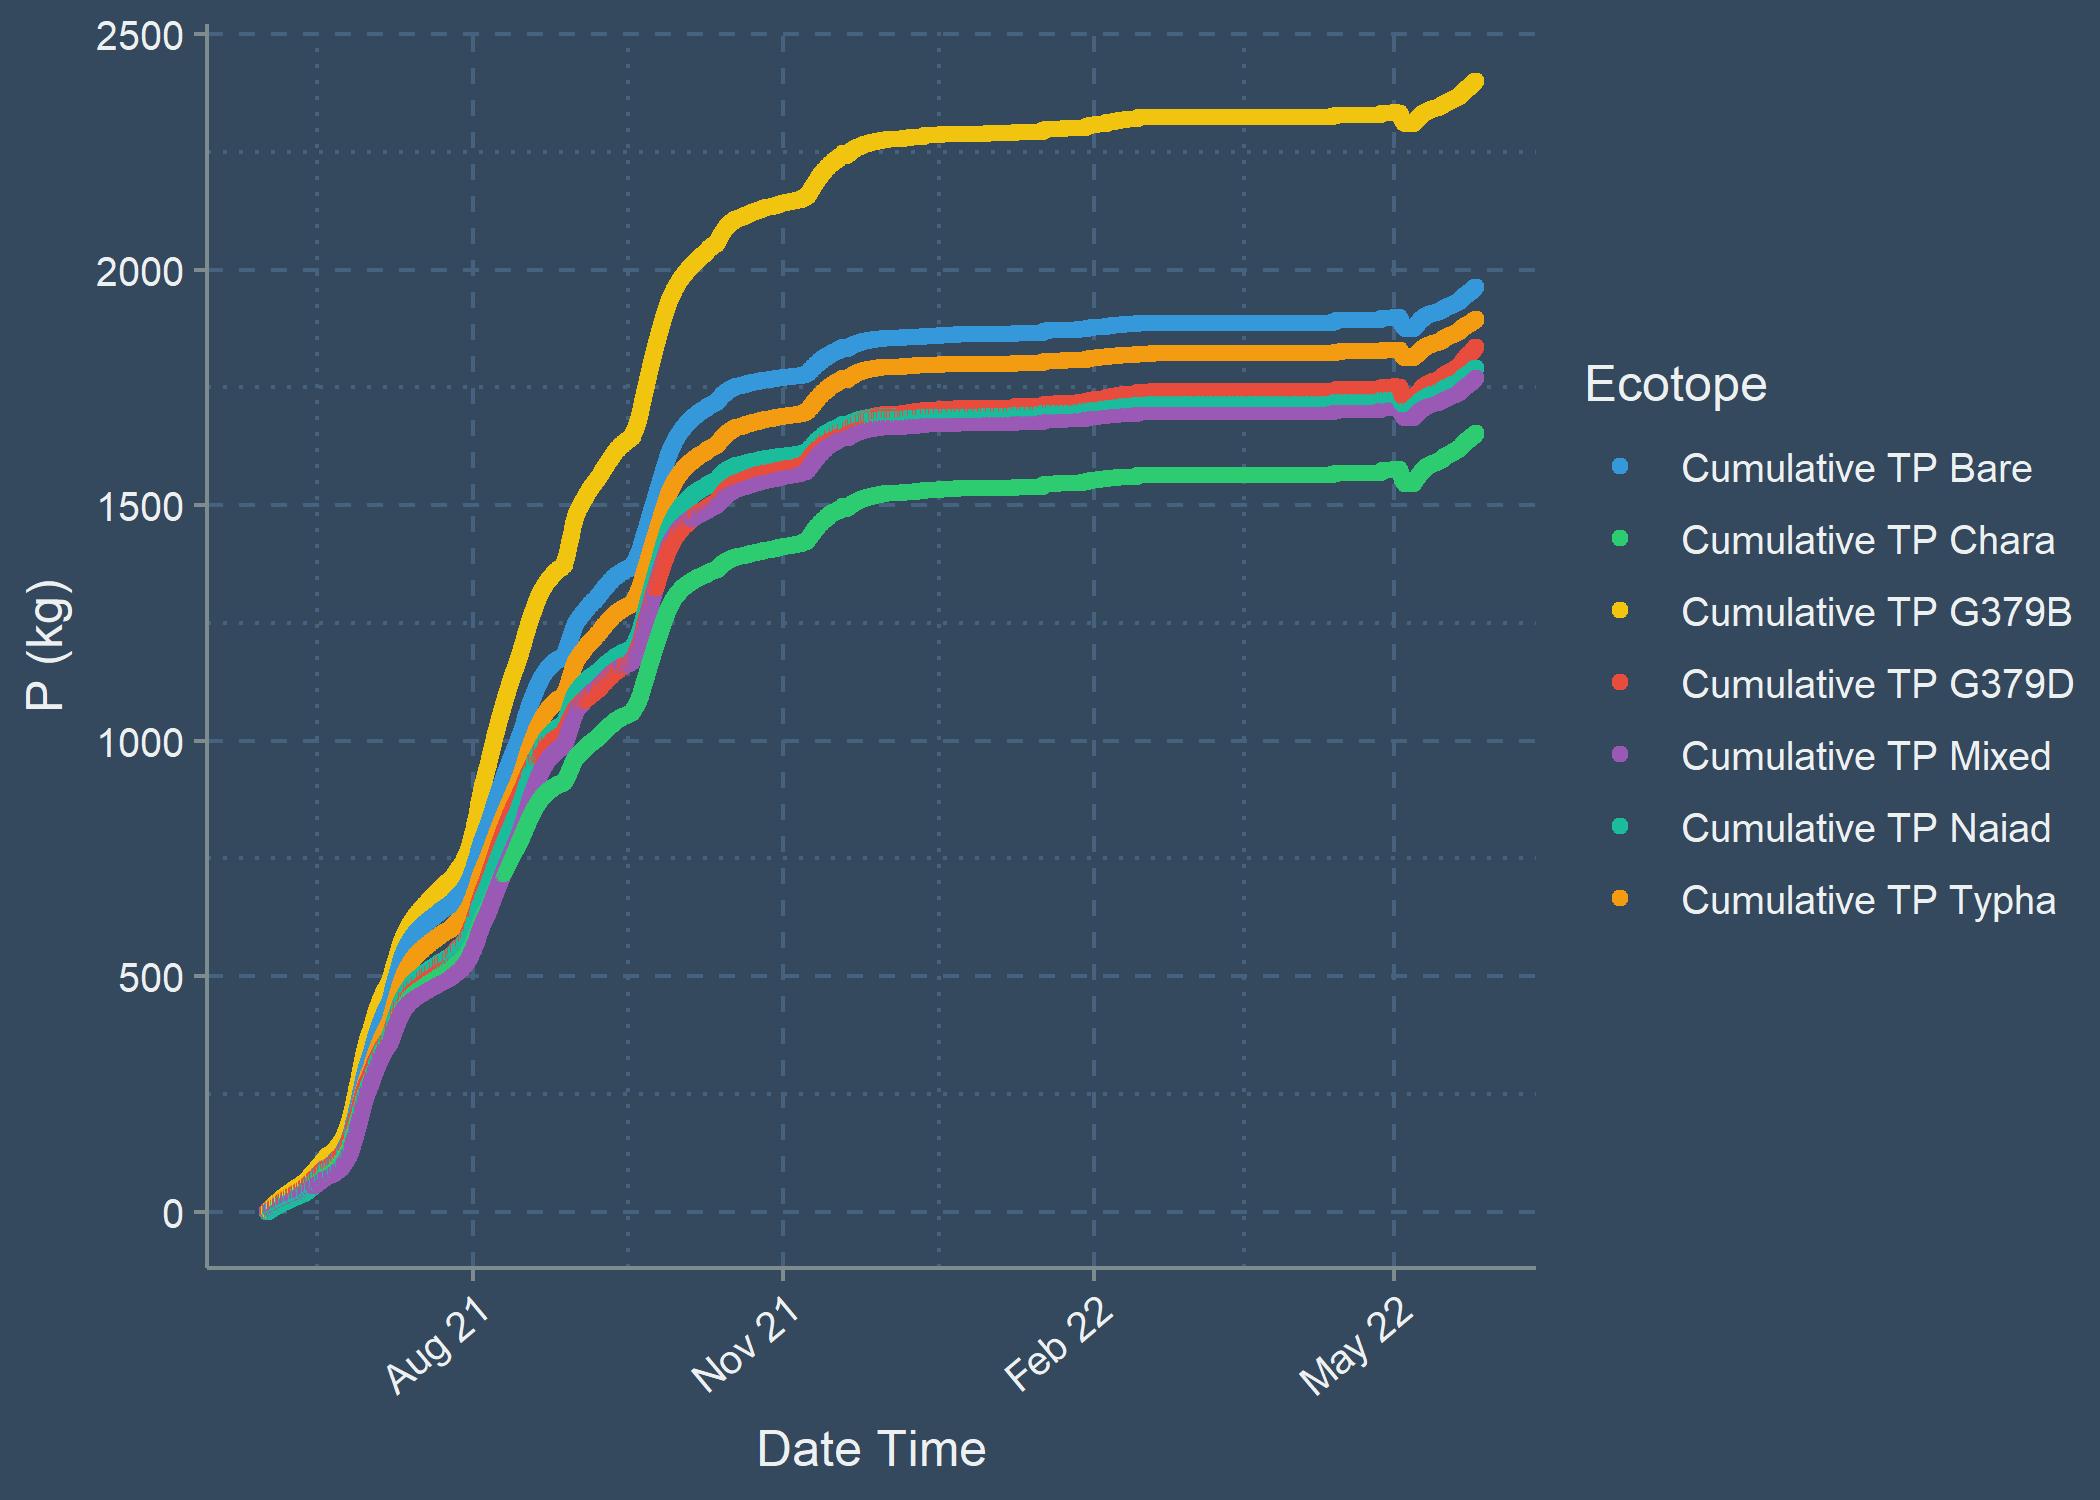 2500
2000
1500
1000
500
0
P (kg)
Aug 21
Nov 21
Feb 22
May 22
Date Time
Ecotope
Cumulative TP Bare
Cumulative TP Chara
Cumulative TP G379B
Cumulative TP G379D
Cumulative TP Mixed
Cumulative TP Naiad
Cumulative TP Typha